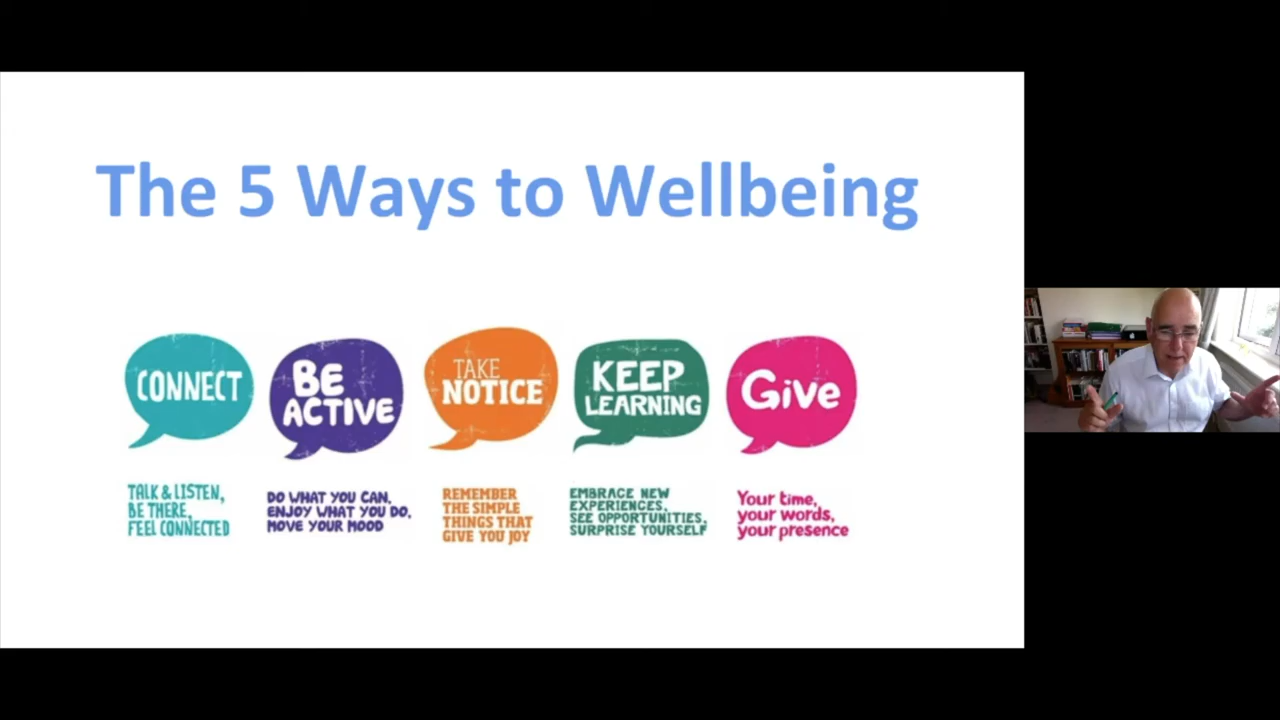 The 5 Ways to Wellbeing
CONNECT
BE
ACTIVE
TAKE
NOTICE
KEEP
LEARNING
Give
TALK & LISTEN,
BE THERE,
FEEL CONNECTED
DO WHAT YOU CAN,
ENJOY WHAT YOU DO,
MOVE YOUR MOOD
REMEMBER
THE SIMPLE
THINGS THAT
GIVE YOU JOY
EMBRACE NEW
EXPERIENCES,
SEE OPPORTUNITIES,
SURPRISE YOURSELF
Your time,
your words,
your presence